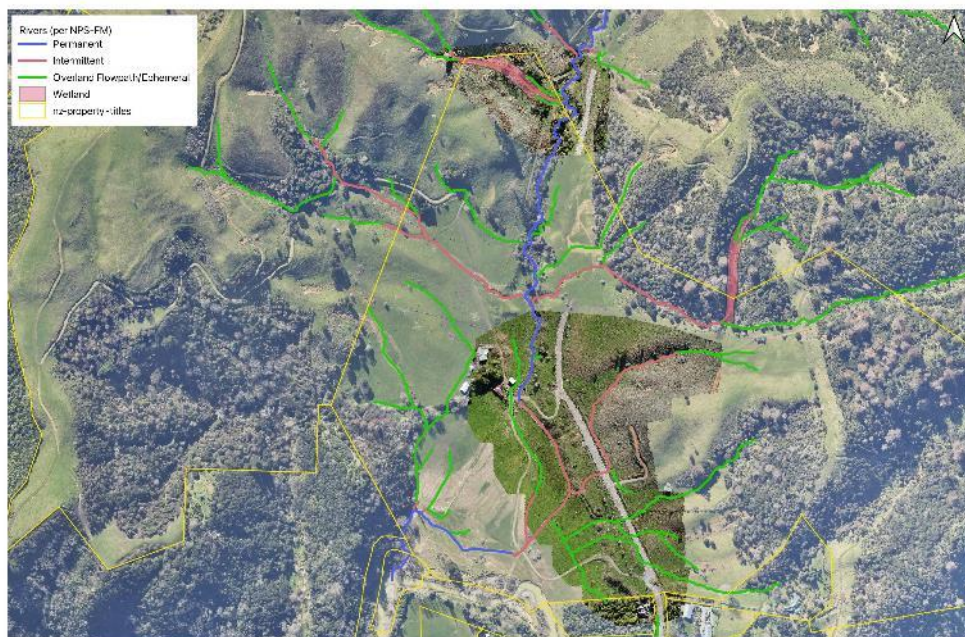 Rivers (per NPS-FM)
Permanent
Intermittent
Overland Flowpath/Ephemeral
Wetland
nz-property-titles